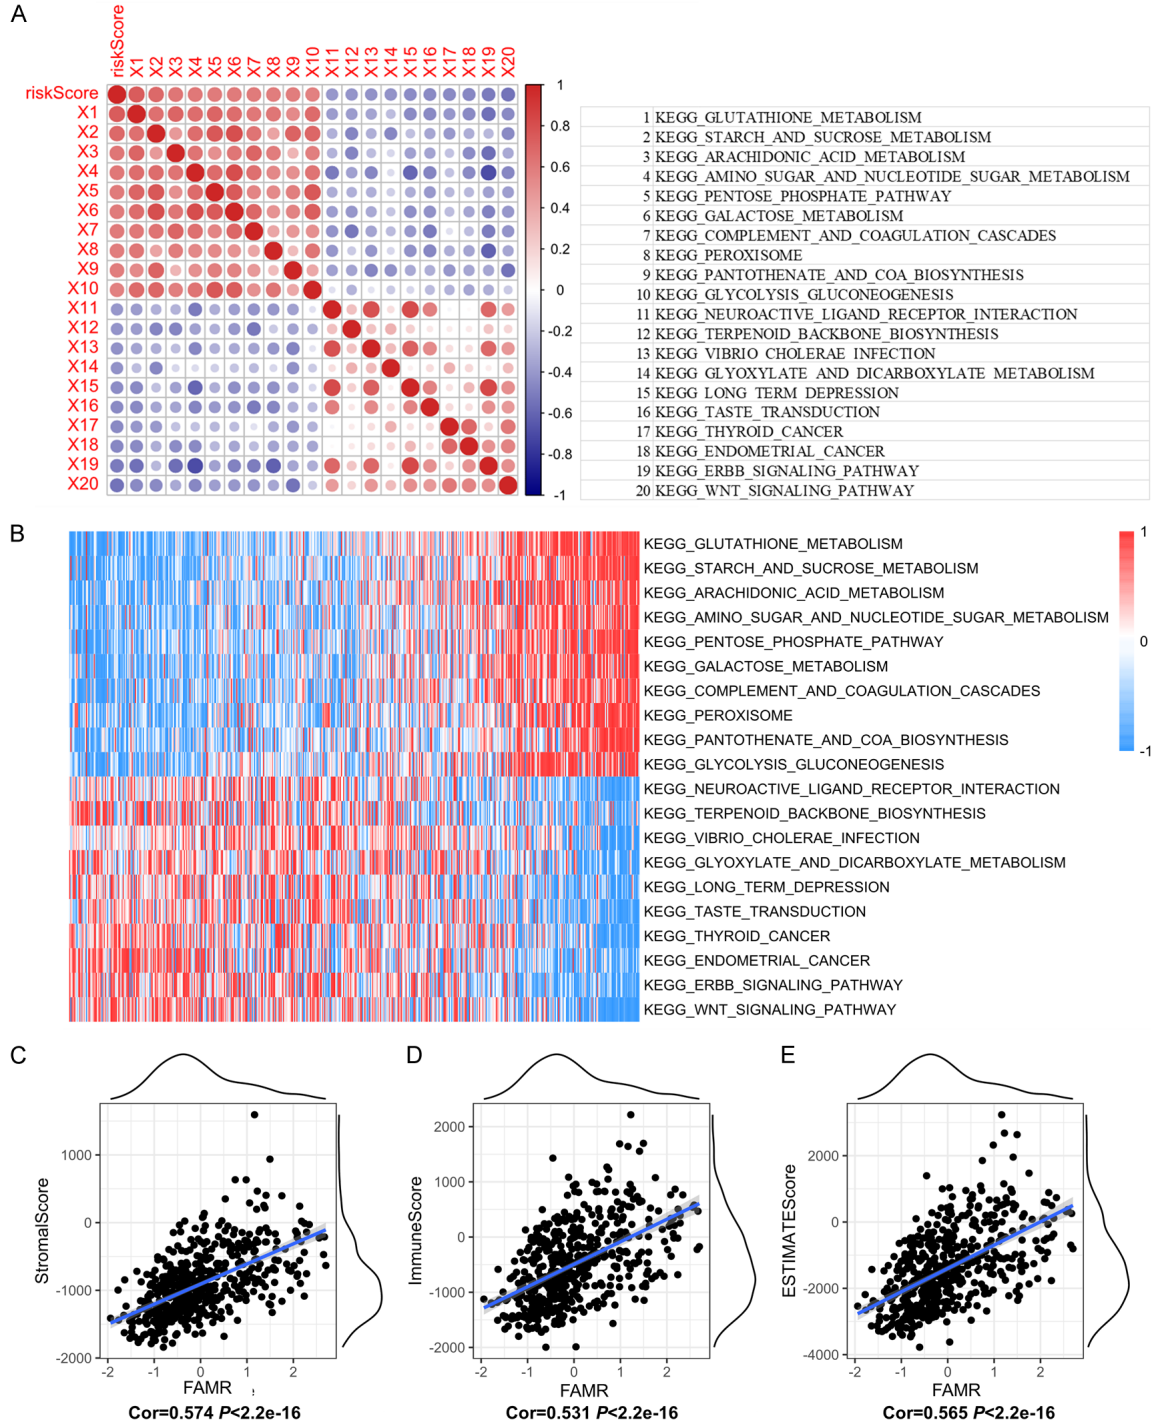 A
riskScore X1 X2 X3 X4 X5 X6 X7 X8 X9 X10 X11 X12 X13 X14 X15 X16 X17 X18 X19 X20
riskScore
X1
X2
X3
X4
X5
X6
X7
X8
X9
X10
X11
X12
X13
X14
X15
X16
X17
X18
X19
X20
1
0.8
0.6
0.4
0.2
0
-0.2
-0.4
-0.6
-0.8
-1
1 KEGG_GLUTATHIONE_METABOLISM
2 KEGG_STARCH_AND_SUCROSE_METABOLISM
3 KEGG_ARACHIDONIC_ACID_METABOLISM
4 KEGG_AMINO_SUGAR_AND_NUCLEOTIDE_SUGAR_METABOLISM
5 KEGG_PENTOSE_PHOSPHATE_PATHWAY
6 KEGG_GALACTOSE_METABOLISM
7 KEGG_COMPLEMENT_AND_COAGULATION_CASCADES
8 KEGG_PEROXISOME
9 KEGG_PANTOTHENATE_AND_COA_BIOSYNTHESIS
10 KEGG_GLYCOLYSIS_GLUCONEOGENESIS
11 KEGG_NEUROACTIVE_LIGAND_RECEPTOR_INTERACTION
12 KEGG_TERPENOID_BACKBONE_BIOSYNTHESIS
13 KEGG_VIBRIO_CHOLERAE_INFECTION
14 KEGG_GLYOXYLATE_AND_DICARBOXYLATE_METABOLISM
15 KEGG_LONG_TERM_DEPRESSION
16 KEGG_TASTE_TRANSDUCTION
17 KEGG_THYROID_CANCER
18 KEGG_ENDOMETRIAL_CANCER
19 KEGG_ERBB_SIGNALING_PATHWAY
20 KEGG_WNT_SIGNALING_PATHWAY
B
KEGG_GLUTATHIONE_METABOLISM
KEGG_STARCH_AND_SUCROSE_METABOLISM
KEGG_ARACHIDONIC_ACID_METABOLISM
KEGG_AMINO_SUGAR_AND_NUCLEOTIDE_SUGAR_METABOLISM
KEGG_PENTOSE_PHOSPHATE_PATHWAY
KEGG_GALACTOSE_METABOLISM
KEGG_COMPLEMENT_AND_COAGULATION_CASCADES
KEGG_PEROXISOME
KEGG_PANTOTHENATE_AND_COA_BIOSYNTHESIS
KEGG_GLYCOLYSIS_GLUCONEOGENESIS
KEGG_NEUROACTIVE_LIGAND_RECEPTOR_INTERACTION
KEGG_TERPENOID_BACKBONE_BIOSYNTHESIS
KEGG_VIBRIO_CHOLERAE_INFECTION
KEGG_GLYOXYLATE_AND_DICARBOXYLATE_METABOLISM
KEGG_LONG_TERM_DEPRESSION
KEGG_TASTE_TRANSDUCTION
KEGG_THYROID_CANCER
KEGG_ENDOMETRIAL_CANCER
KEGG_ERBB_SIGNALING_PATHWAY
KEGG_WNT_SIGNALING_PATHWAY
1
0
-1
C
StromalScore
1000
0
-1000
-2000
-2 -1 0 1 2
FAMR
Cor=0.574 P<2.2e-16
D
ImmuneScore
2000
1000
0
-1000
-2000
-2 -1 0 1 2
FAMR
Cor=0.531 P<2.2e-16
E
ESTIMATEScore
2000
0
-2000
-4000
-2 -1 0 1 2
FAMR
Cor=0.565 P<2.2e-16